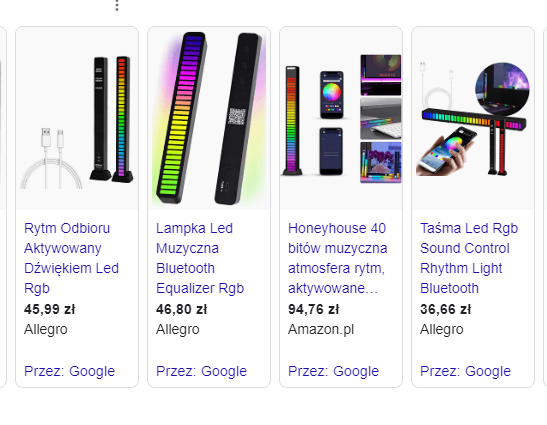 Rytm Odbioru
Aktywowany
Dźwiękiem Led
Rgb
45,99 zł
Allegro
Przez: Google
Lampka Led
Muzyczna
Bluetooth
Equalizer Rgb
46,80 zł
Allegro
Przez: Google
Honeyhouse 40
bitów muzyczna
atmosfera rytm,
aktywowane…
94,76 zł
Amazon.pl
Przez: Google
Taśma Led Rgb
Sound Control
Rhythm Light
Bluetooth
36,66 zł
Allegro
Przez: Google